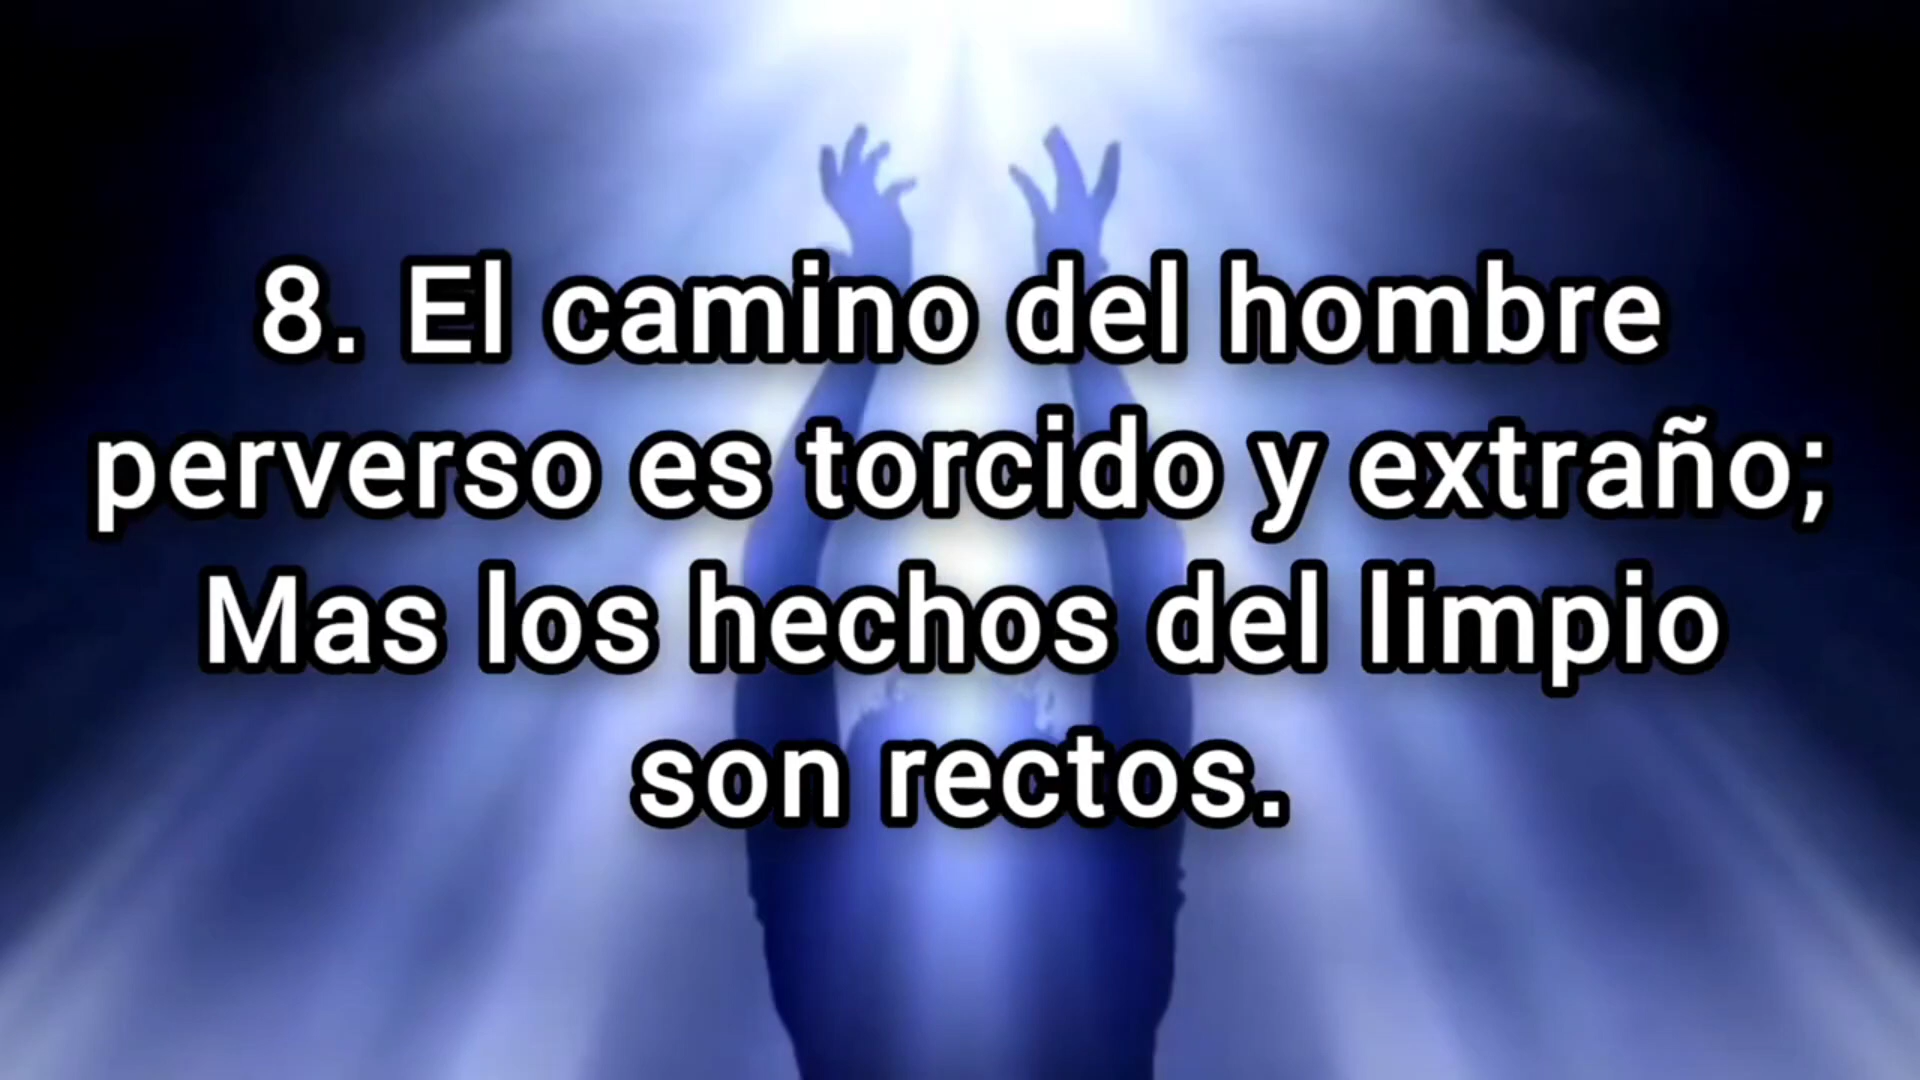 8. El camino del hombre
perverso es torcido y extraño;
Mas los hechos del limpio
son rectos.